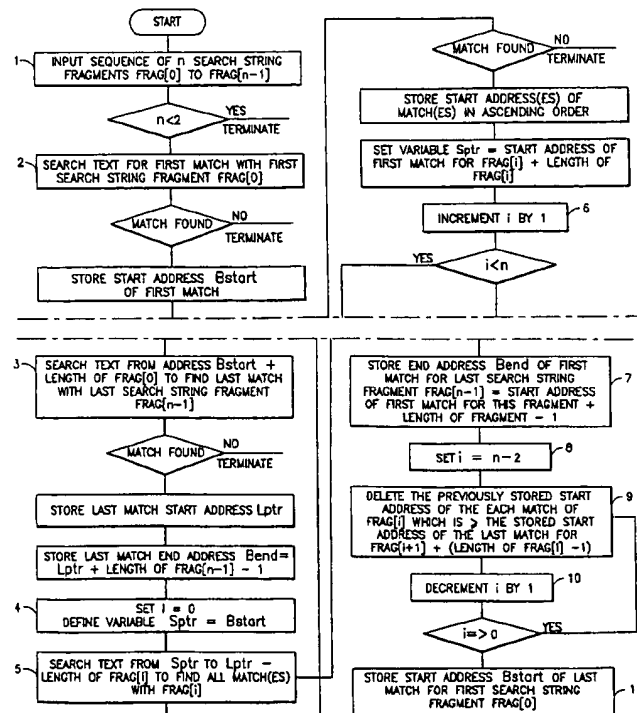 START
1
INPUT SEQUENCE OF n SEARCH STRING
FRAGMENTS FRAG[0] TO FRAG[n-1]
n<2
YES
TERMINATE
2
SEARCH TEXT FOR FIRST MATCH WITH FIRST
SEARCH STRING FRAGMENT FRAG[0]
MATCH FOUND
NO
TERMINATE
STORE START ADDRESS Bstart
OF FIRST MATCH
3
SEARCH TEXT FROM ADDRESS Bstart +
LENGTH OF FRAG[0] TO FIND LAST MATCH
WITH LAST SEARCH STRING FRAGMENT
FRAG[n-1]
MATCH FOUND
NO
TERMINATE
STORE LAST MATCH START ADDRESS Lptr
STORE LAST MATCH END ADDRESS Bend=
Lptr + LENGTH OF FRAG[n-1] - 1
4
SET i = 0
DEFINE VARIABLE Sptr = Bstart
5
SEARCH TEXT FROM Sptr TO Lptr -
LENGTH OF FRAG[i] TO FIND ALL MATCH(ES)
WITH FRAG[i]
MATCH FOUND
NO
TERMINATE
STORE START ADDRESS(ES) OF
MATCH(ES) IN ASCENDING ORDER
SET VARIABLE Sptr = START ADDRESS OF
FIRST MATCH FOR FRAG[i] + LENGTH OF
FRAG[i]
INCREMENT i BY 1
6
YES
i<n
STORE END ADDRESS Bend OF FIRST
MATCH FOR LAST SEARCH STRING
FRAGMENT FRAG[n-1] = START ADDRESS
OF FIRST MATCH FOR THIS FRAGMENT +
LENGTH OF FRAGMENT - 1
7
SET i = n-2
8
DELETE THE PREVIOUSLY STORED START
ADDRESS OF THE EACH MATCH OF
FRAG[i] WHICH IS ⩾ THE STORED START
ADDRESS OF THE LAST MATCH FOR
FRAG[i+1] + (LENGTH OF FRAG[i] -1)
9
DECREMENT i BY 1
10
i=>0
YES
STORE START ADDRESS Bstart OF LAST
MATCH FOR FIRST SEARCH STRING
FRAGMENT FRAG[0]
1